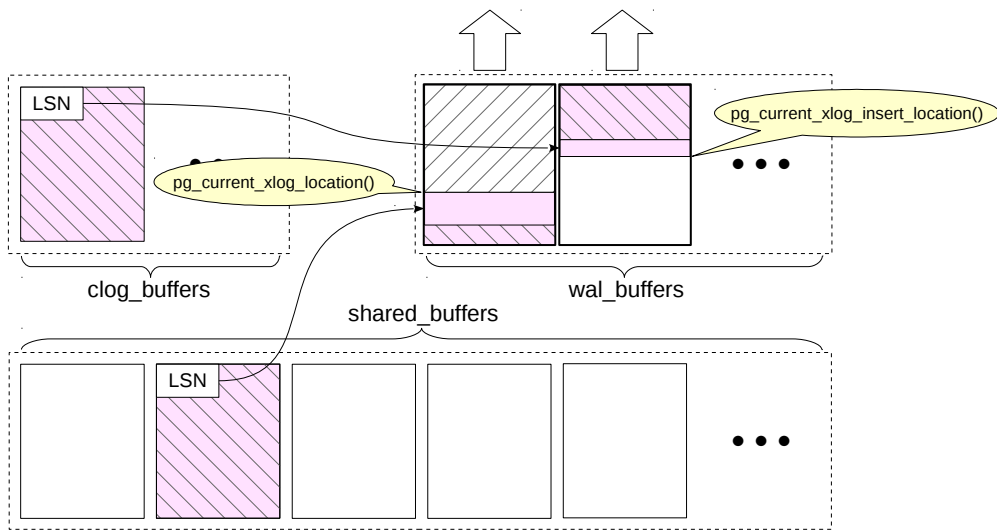 LSN
pg_current_xlog_insert_location()
pg_current_xlog_location()
clog_buffers
wal_buffers
shared_buffers
LSN